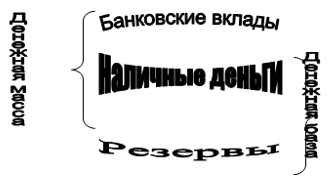 Денежная масса
Банковские вклады
Наличные деньги
Резервы
Денежная база